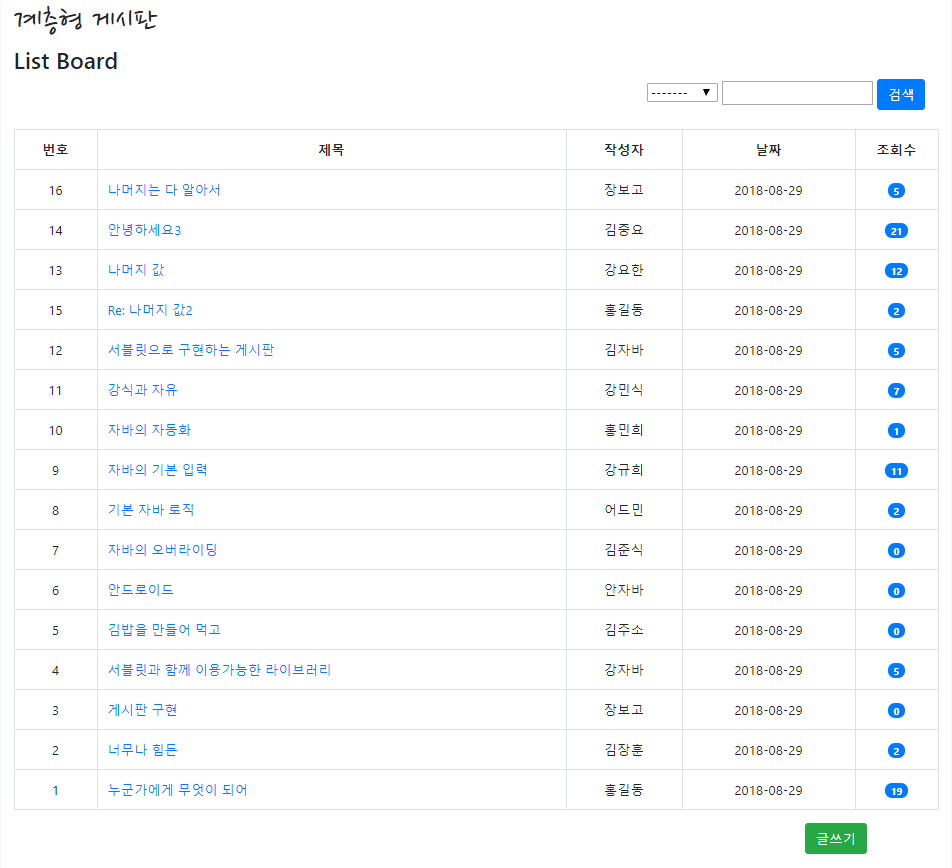 계층형 게시판
List Board
------- ▼ 검색
번호 제목 작성자 날짜 조회수
16 나머지는 다 알아서 장보고 2018-08-29 5
14 안녕하세요3 김중요 2018-08-29 21
13 나머지 값 강요한 2018-08-29 12
15 Re: 나머지 값2 홍길동 2018-08-29 2
12 서블릿으로 구현하는 게시판 김자바 2018-08-29 5
11 강식과 자유 강민식 2018-08-29 7
10 자바의 자동화 홍민희 2018-08-29 1
9 자바의 기본 입력 강규희 2018-08-29 11
8 기본 자바 로직 어드민 2018-08-29 2
7 자바의 오버라이딩 김준식 2018-08-29 0
6 안드로이드 안자바 2018-08-29 0
5 김밥을 만들어 먹고 김주소 2018-08-29 0
4 서블릿과 함께 이용가능한 라이브러리 강자바 2018-08-29 5
3 게시판 구현 장보고 2018-08-29 0
2 너무나 힘든 김장훈 2018-08-29 2
1 누군가에게 무엇이 되어 홍길동 2018-08-29 19
글쓰기